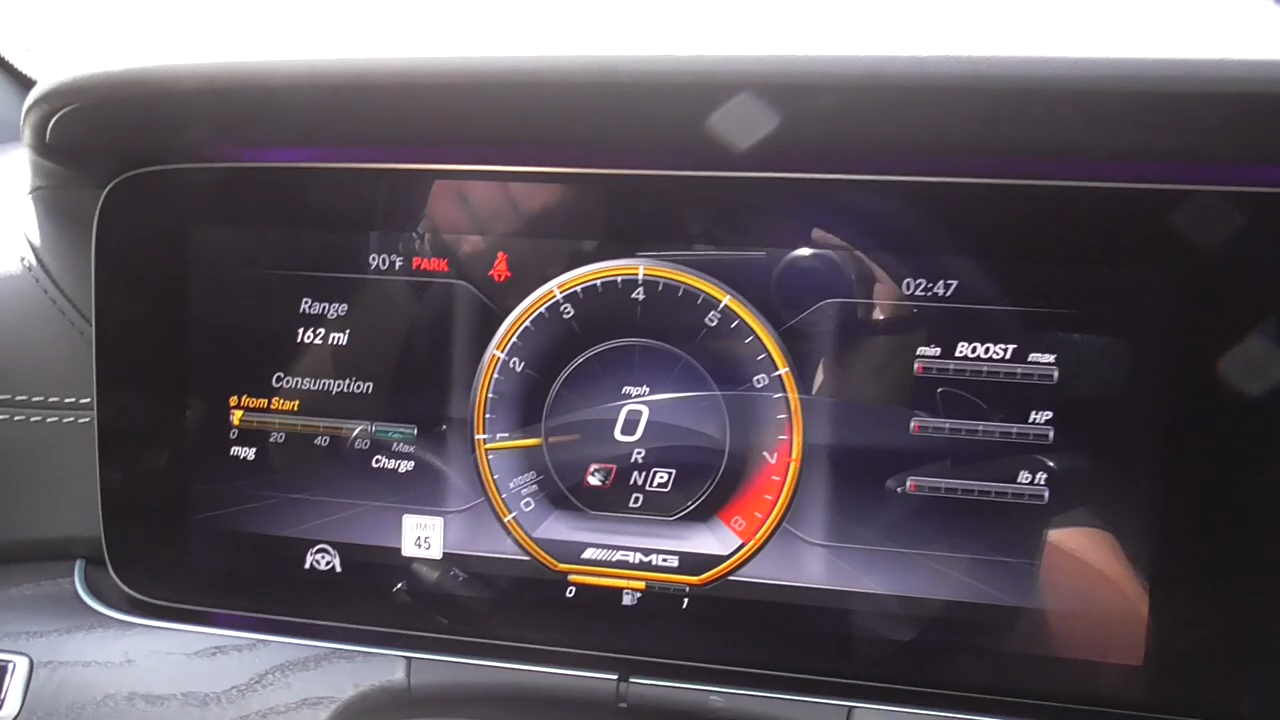 90°F PARK
02:47
Range
162 mi
Consumption
ø from Start
0 20 40 60 Max
mpg
Charge
0 1 2 3 4 5 6 7 8
x1000
min
mph
0
R
N P
D
AMG
0 1
LIMIT
45
min BOOST max
HP
lb ft